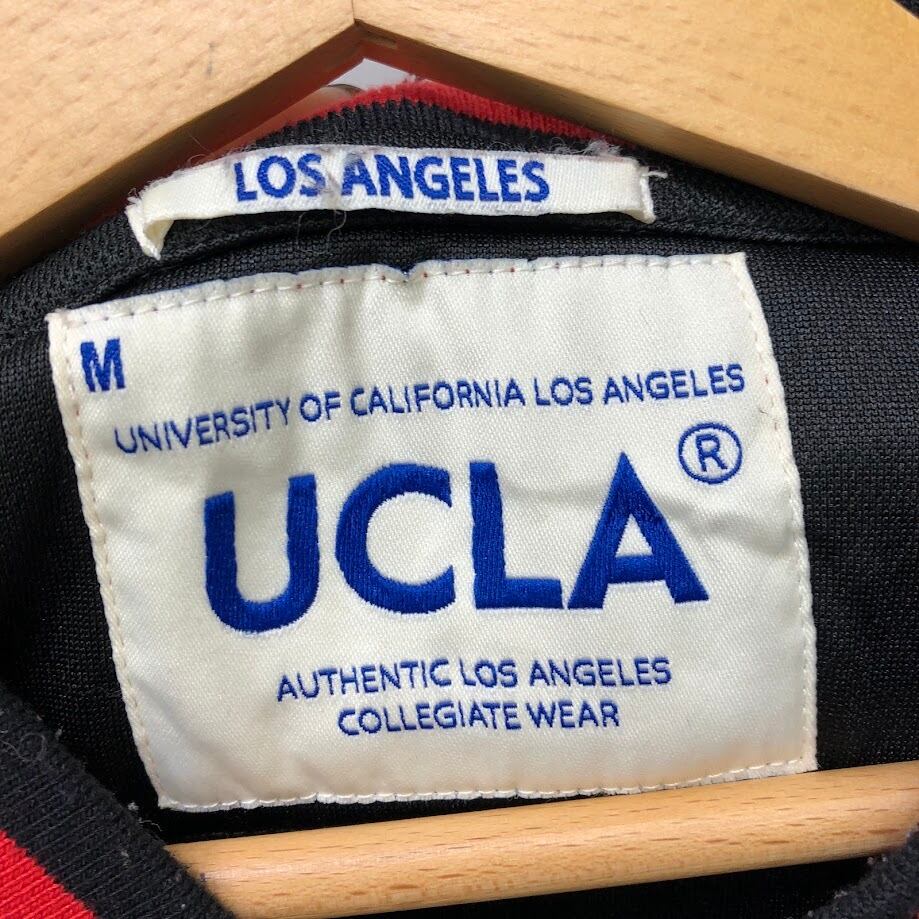 LOS ANGELES
M
UNIVERSITY OF CALIFORNIA LOS ANGELES
UCLA®
AUTHENTIC LOS ANGELES
COLLEGIATE WEAR